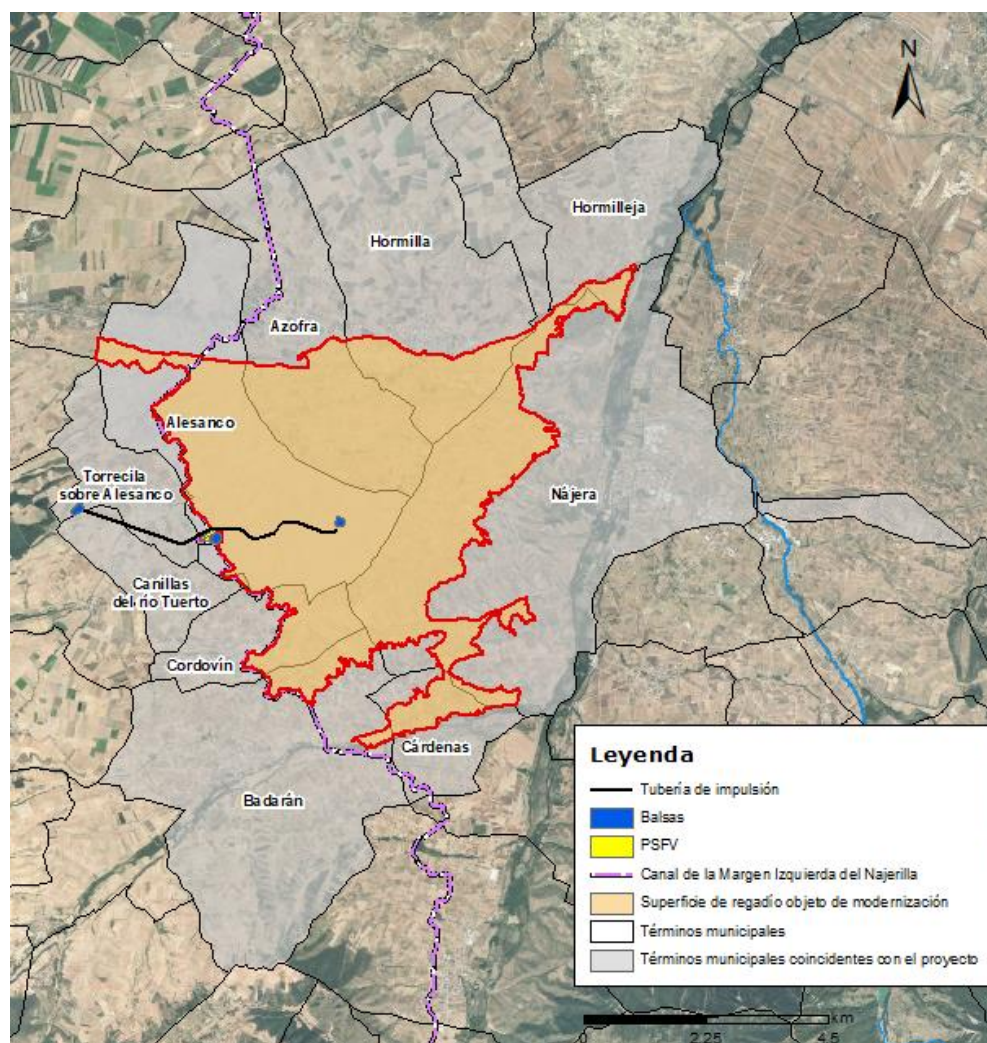 N
Hormilleja
Hormilla
Azofra
Alesanco
Torrecila
sobre Alesanco
Nájera
Canillas
del río Tuerto
Cordovín
Cárdenas
Badarán
Leyenda
Tubería de impulsión
Balsas
PSFV
Canal de la Margen Izquierda del Najerilla
Superficie de regadío objeto de modernización
Términos municipales
Términos municipales coincidentes con el proyecto
km
0 2,25 4,5